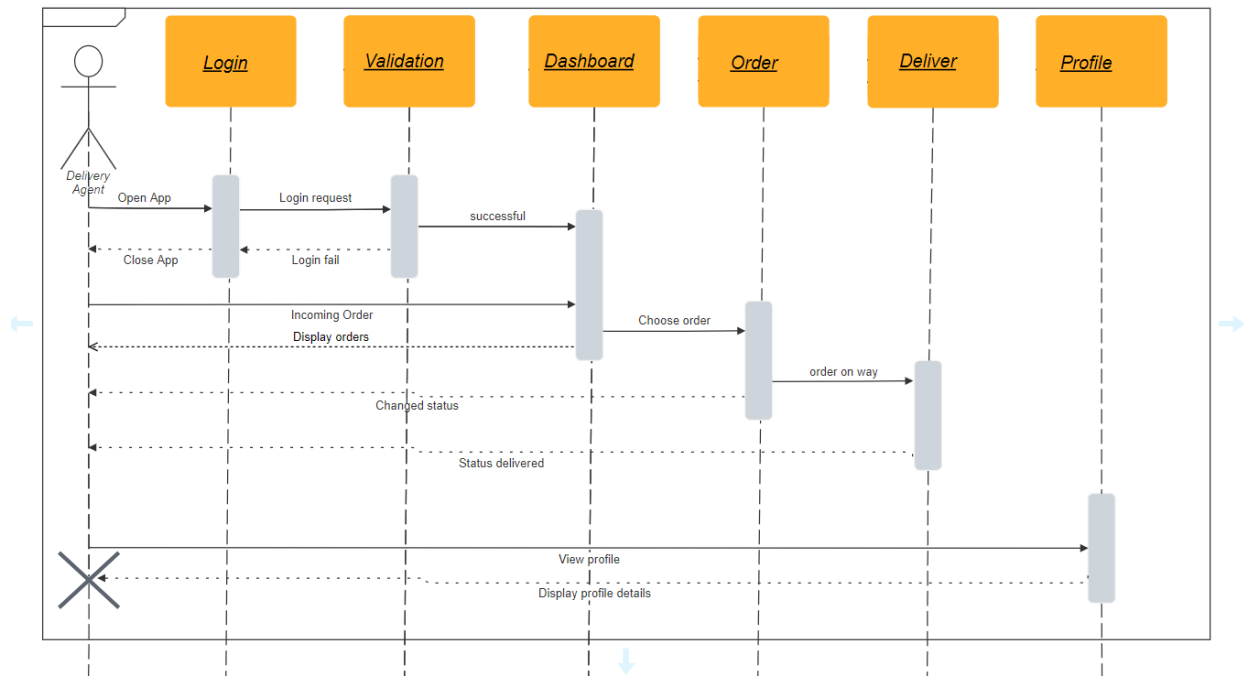 Login
Validation
Dashboard
Order
Deliver
Profile
Delivery
Agent
Open App
Login request
successful
Close App
Login fail
Incoming Order
Choose order
Display orders
order on way
Changed status
Status delivered
View profile
Display profile details